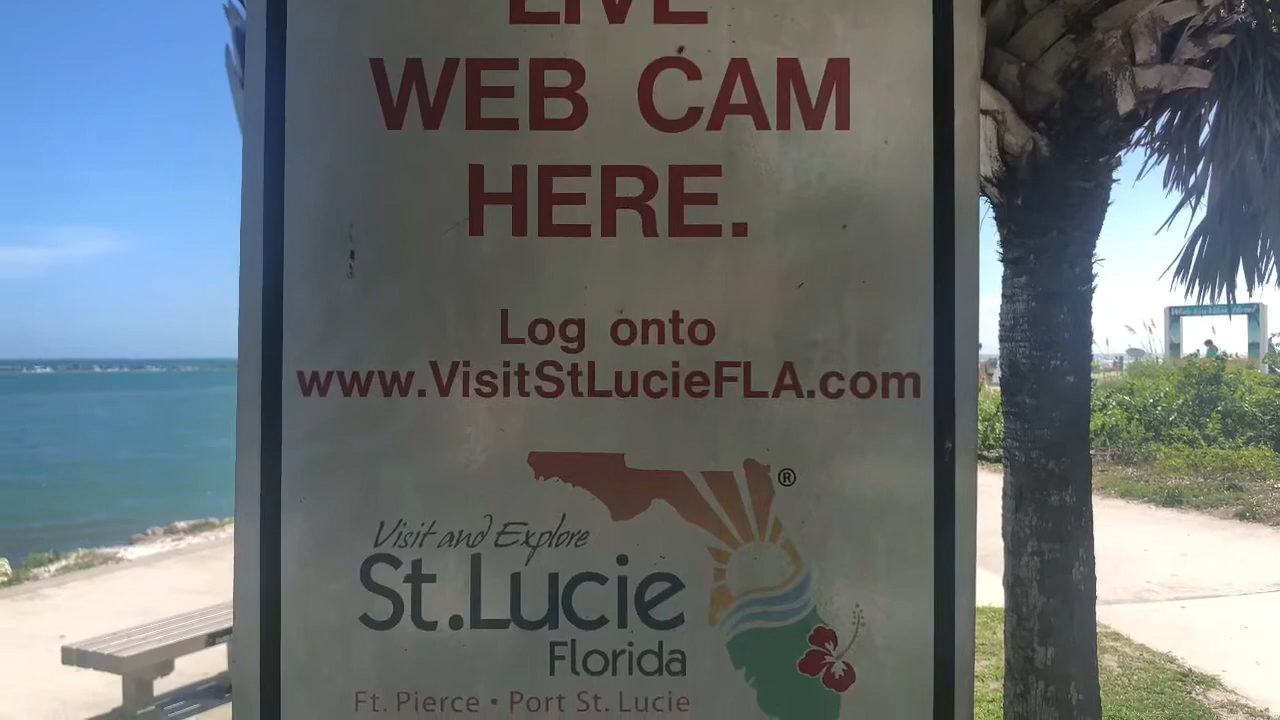 LIVE
WEB CAM
HERE.
Log onto
www.VisitStLucieFLA.com
®
Visit and Explore
St.Lucie
Florida
Ft. Pierce • Port St. Lucie